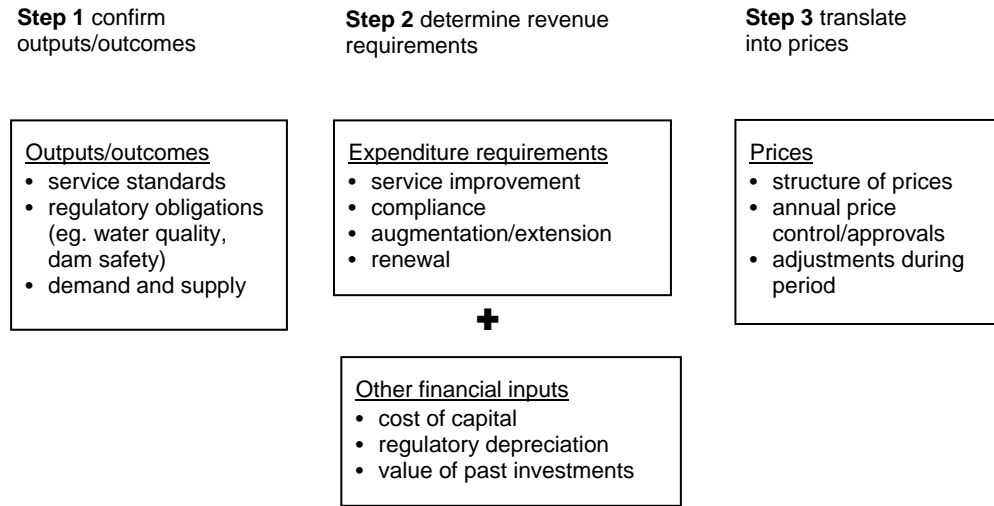 Step 1 confirm
outputs/outcomes
Step 2 determine revenue
requirements
Step 3 translate
into prices
Outputs/outcomes
• service standards
• regulatory obligations
(eg. water quality,
dam safety)
• demand and supply
Expenditure requirements
• service improvement
• compliance
• augmentation/extension
• renewal
+
Other financial inputs
• cost of capital
• regulatory depreciation
• value of past investments
Prices
• structure of prices
• annual price
control/approvals
• adjustments during
period